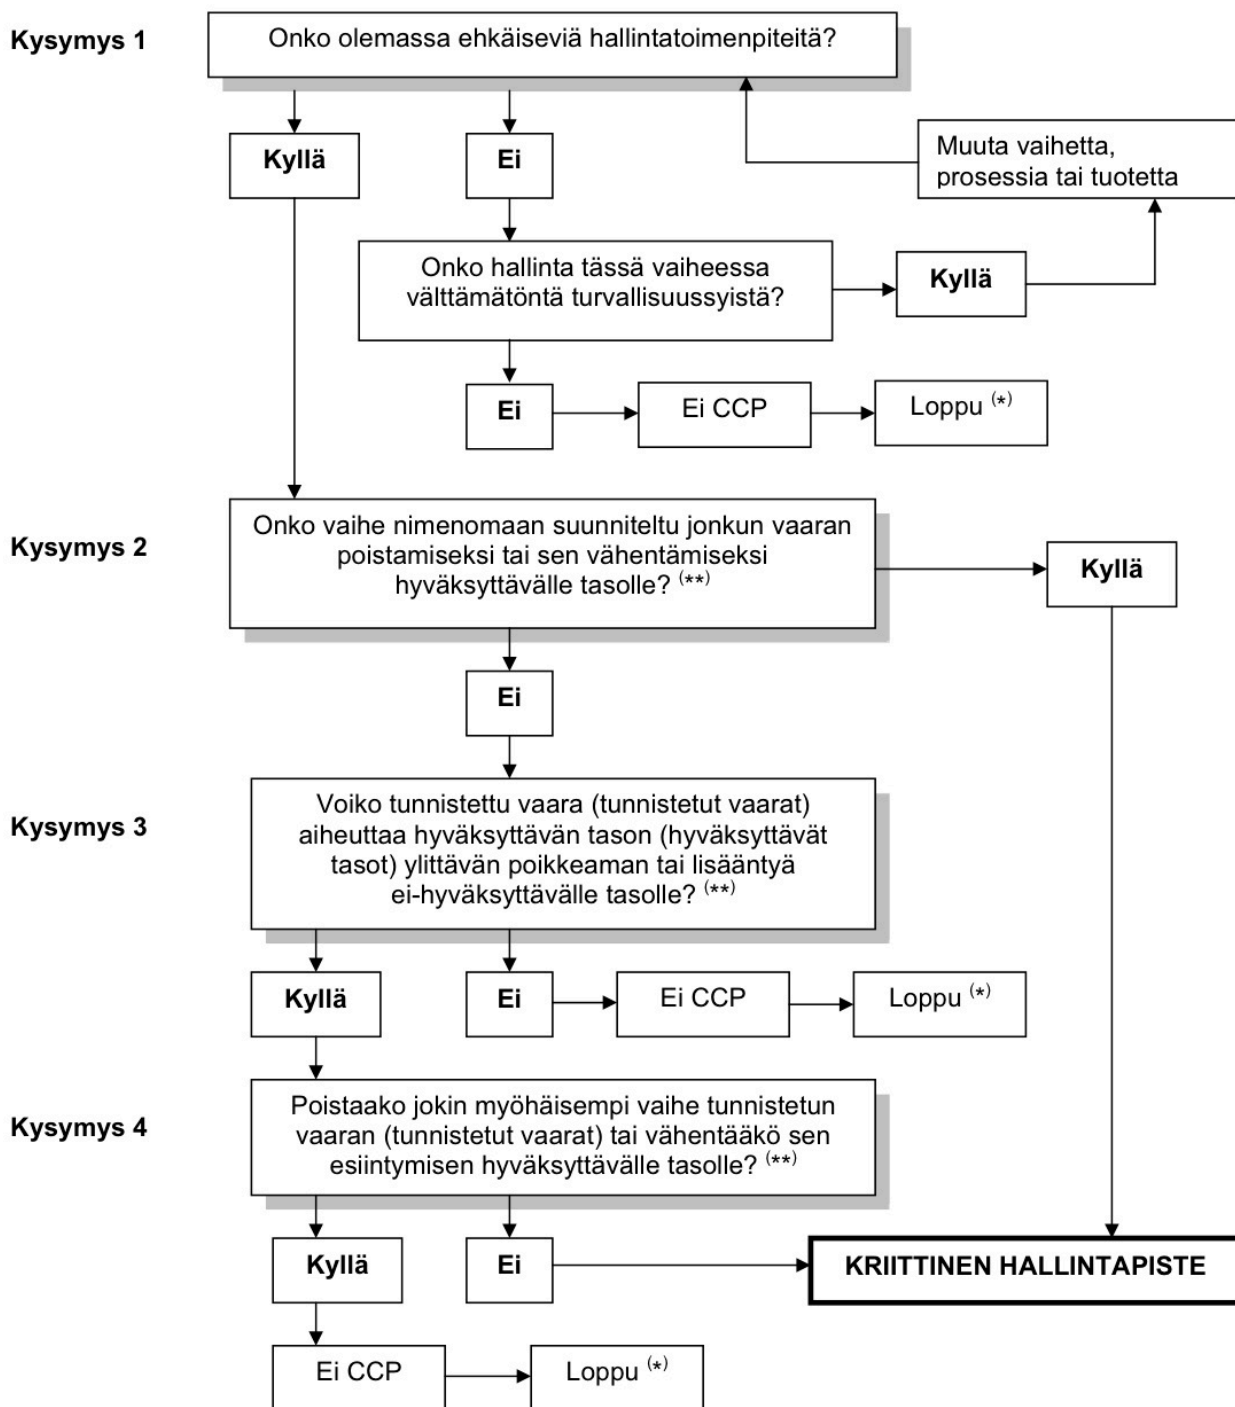 Kysymys 1
Onko olemassa ehkäiseviä hallintatoimenpiteitä?
Kyllä
Ei
Muuta vaihetta,
prosessia tai tuotetta
Onko hallinta tässä vaiheessa
välttämätöntä turvallisuussyistä?
Kyllä
Ei
Ei CCP
Loppu (*)
Kysymys 2
Onko vaihe nimenomaan suunniteltu jonkun vaaran
poistamiseksi tai sen vähentämiseksi
hyväksyttävälle tasolle? (**)
Kyllä
Ei
Kysymys 3
Voiko tunnistettu vaara (tunnistetut vaarat)
aiheuttaa hyväksyttävän tason (hyväksyttävät
tasot) ylittävän poikkeaman tai lisääntyä
ei-hyväksyttävälle tasolle? (**)
Kyllä
Ei
Ei CCP
Loppu (*)
Kysymys 4
Poistaako jokin myöhäisempi vaihe tunnistetun
vaaran (tunnistetut vaarat) tai vähentääkö sen
esiintymisen hyväksyttävälle tasolle? (**)
Kyllä
Ei
KRIITTINEN HALLINTAPISTE
Ei CCP
Loppu (*)